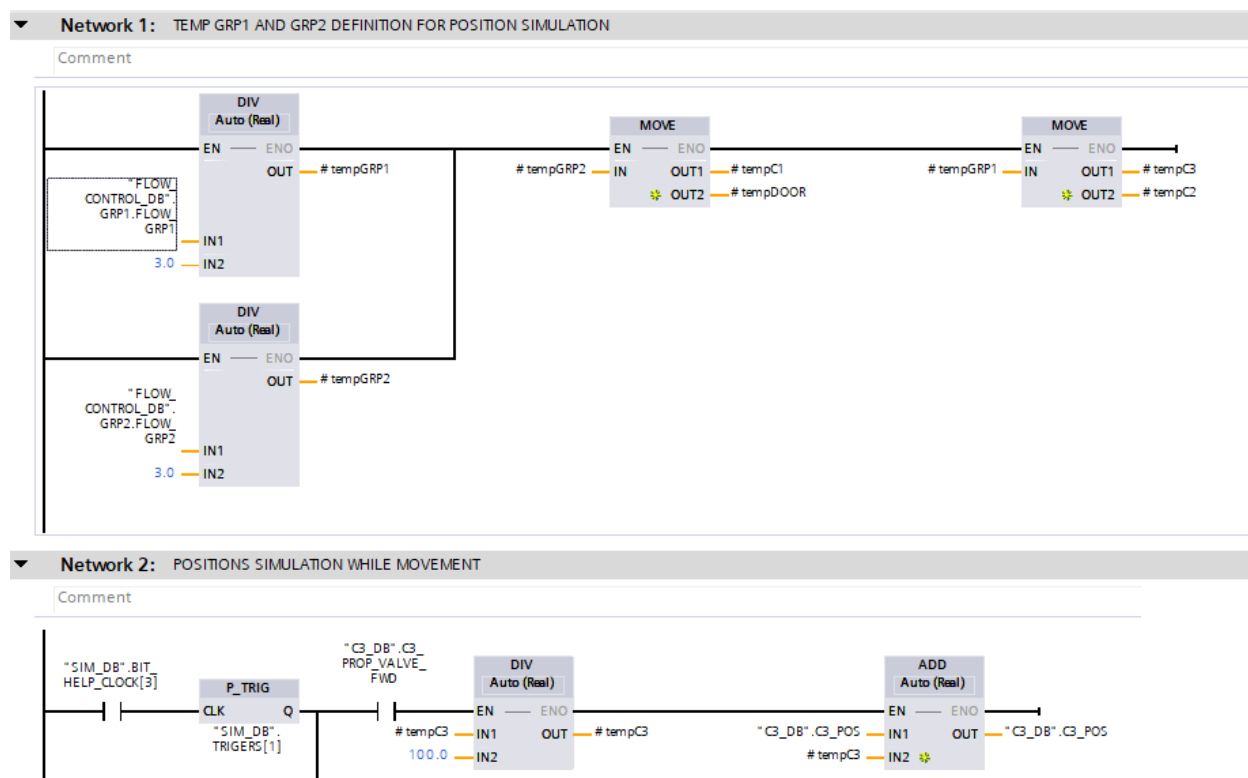 Network 1: TEMP GRP1 AND GRP2 DEFINITION FOR POSITION SIMULATION
Comment
DIV
Auto (Real)
EN ENO
OUT #tempGRP1
"FLOW_
CONTROL_DB".
GRP1.FLOW_
GRP1
IN1
3.0 IN2
MOVE
EN ENO
#tempGRP2 IN OUT1 #tempC1
OUT2 #tempDOOR
MOVE
EN ENO
#tempGRP1 IN OUT1 #tempC3
OUT2 #tempC2
DIV
Auto (Real)
EN ENO
OUT #tempGRP2
"FLOW_
CONTROL_DB".
GRP2.FLOW_
GRP2
IN1
3.0 IN2
Network 2: POSITIONS SIMULATION WHILE MOVEMENT
Comment
"SIM_DB".BIT_
HELP_CLOCK[3]
P_TRIG
CLK Q
"SIM_DB".
TRIGERS[1]
"C3_DB".C3_
PROP_VALVE_
FWD
DIV
Auto (Real)
EN ENO
#tempC3 IN1 OUT #tempC3
100.0 IN2
ADD
Auto (Real)
EN ENO
"C3_DB".C3_POS IN1 OUT "C3_DB".C3_POS
#tempC3 IN2